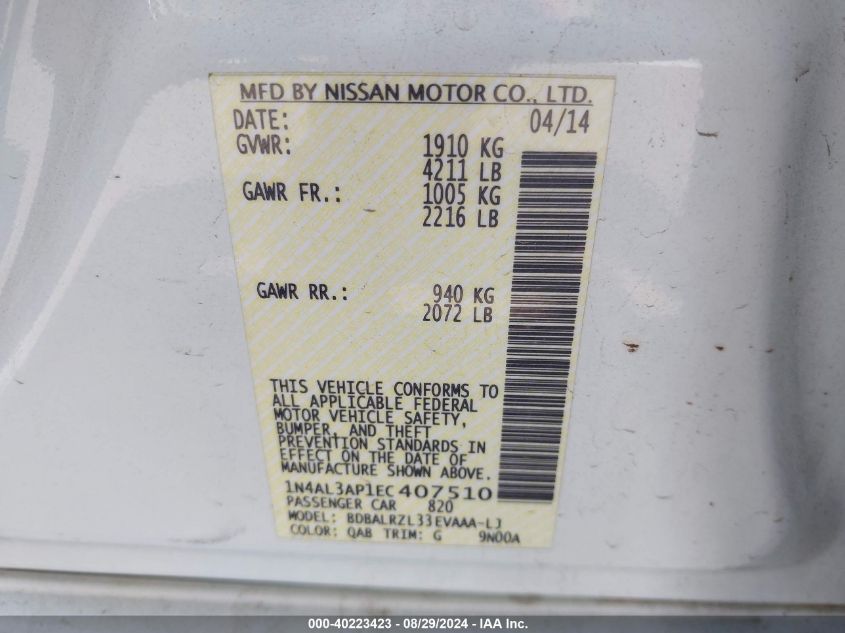 MFD BY NISSAN MOTOR CO., LTD.
DATE: 04/14
GVWR: 1910 KG
4211 LB
GAWR FR.: 1005 KG
2216 LB
GAWR RR.: 940 KG
2072 LB
THIS VEHICLE CONFORMS TO
ALL APPLICABLE FEDERAL
MOTOR VEHICLE SAFETY,
BUMPER, AND THEFT
PREVENTION STANDARDS IN
EFFECT ON THE DATE OF
MANUFACTURE SHOWN ABOVE.
1N4AL3AP1EC407510
PASSENGER CAR 820
MODEL: BDBALRZL33EVAAA-LJ
COLOR: QAB TRIM: G 9N00A
000-40223423 - 08/29/2024 - IAA Inc.